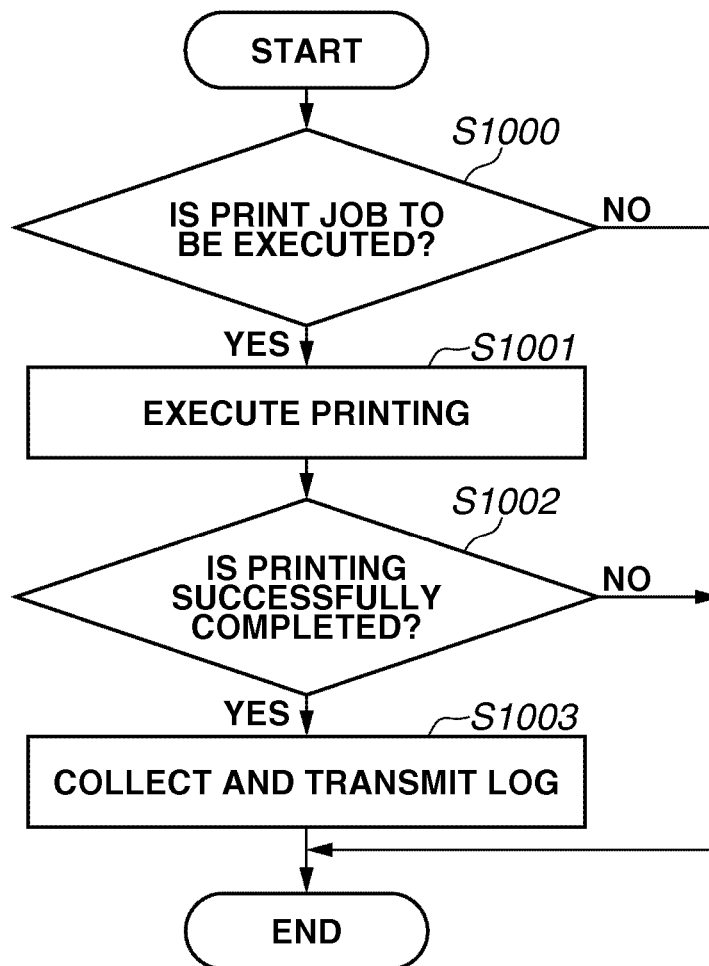 START
S1000
IS PRINT JOB TO
BE EXECUTED?
NO
YES
S1001
EXECUTE PRINTING
S1002
IS PRINTING
SUCCESSFULLY
COMPLETED?
NO
YES
S1003
COLLECT AND TRANSMIT LOG
END